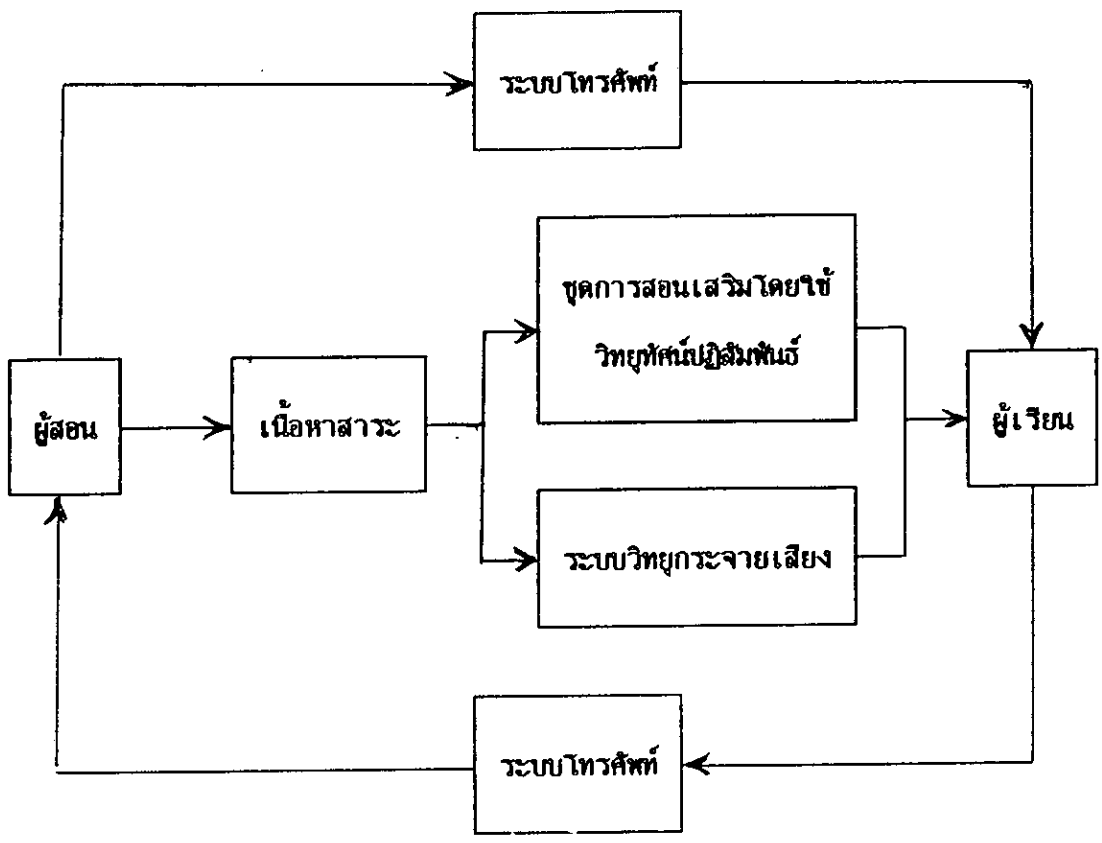 ระบบโทรศัพท์
ชุดการสอนเสริมโดยใช้
วิทยุทัศน์ปฏิสัมพันธ์
ผู้สอน
เนื้อหาสาระ
ผู้เรียน
ระบบวิทยุกระจายเสียง
ระบบโทรศัพท์